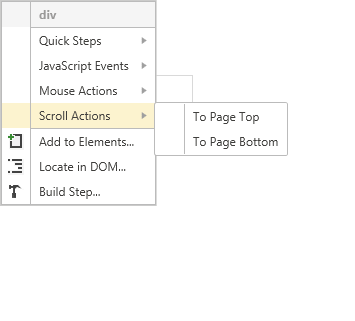 div
Quick Steps
JavaScript Events
Mouse Actions
Scroll Actions
To Page Top
To Page Bottom
Add to Elements...
Locate in DOM...
Build Step...